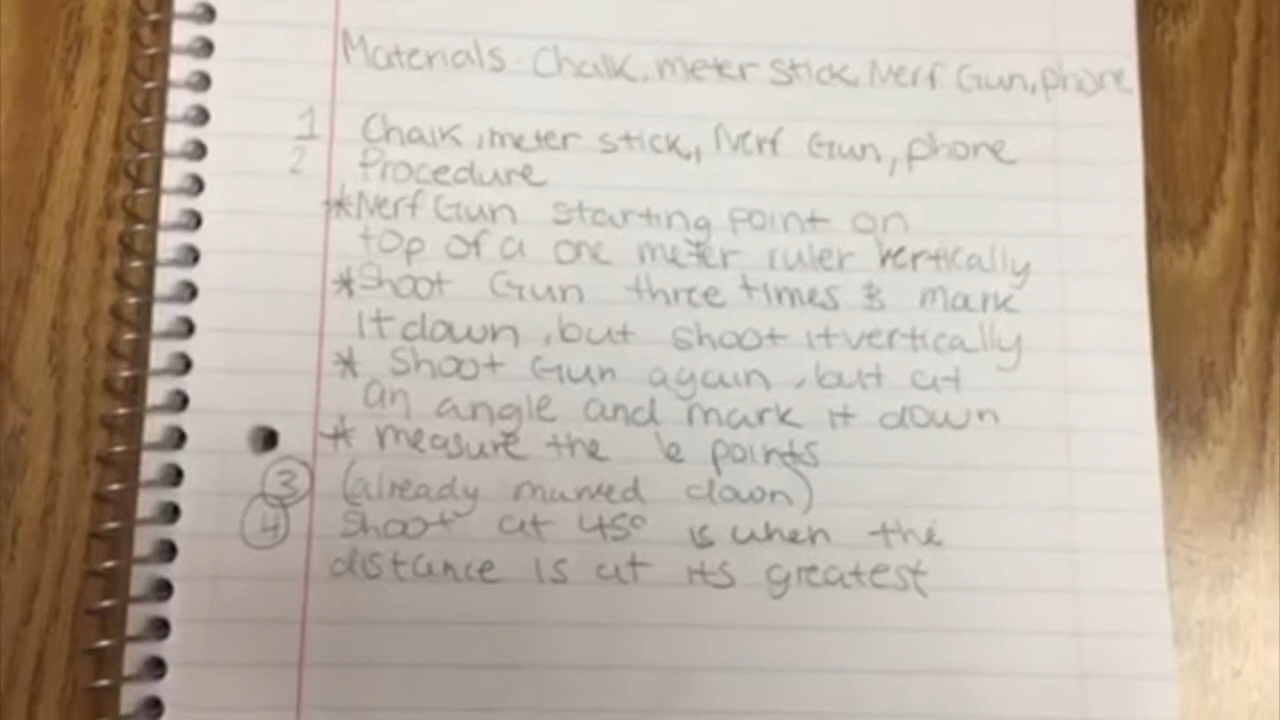 Materials. Chalk, meter stick, Nerf Gun, phone
1 Chalk, meter stick, Nerf Gun, phone
2 Procedure
*Nerf Gun starting point on
top of a one meter ruler vertically
*Shoot Gun three times & mark
it down, but shoot it vertically
* Shoot Gun again, but at
an angle and mark it down
* measure the 6 points
3 (already marked down)
4 Shoot at 45° is when the
distance is at its greatest